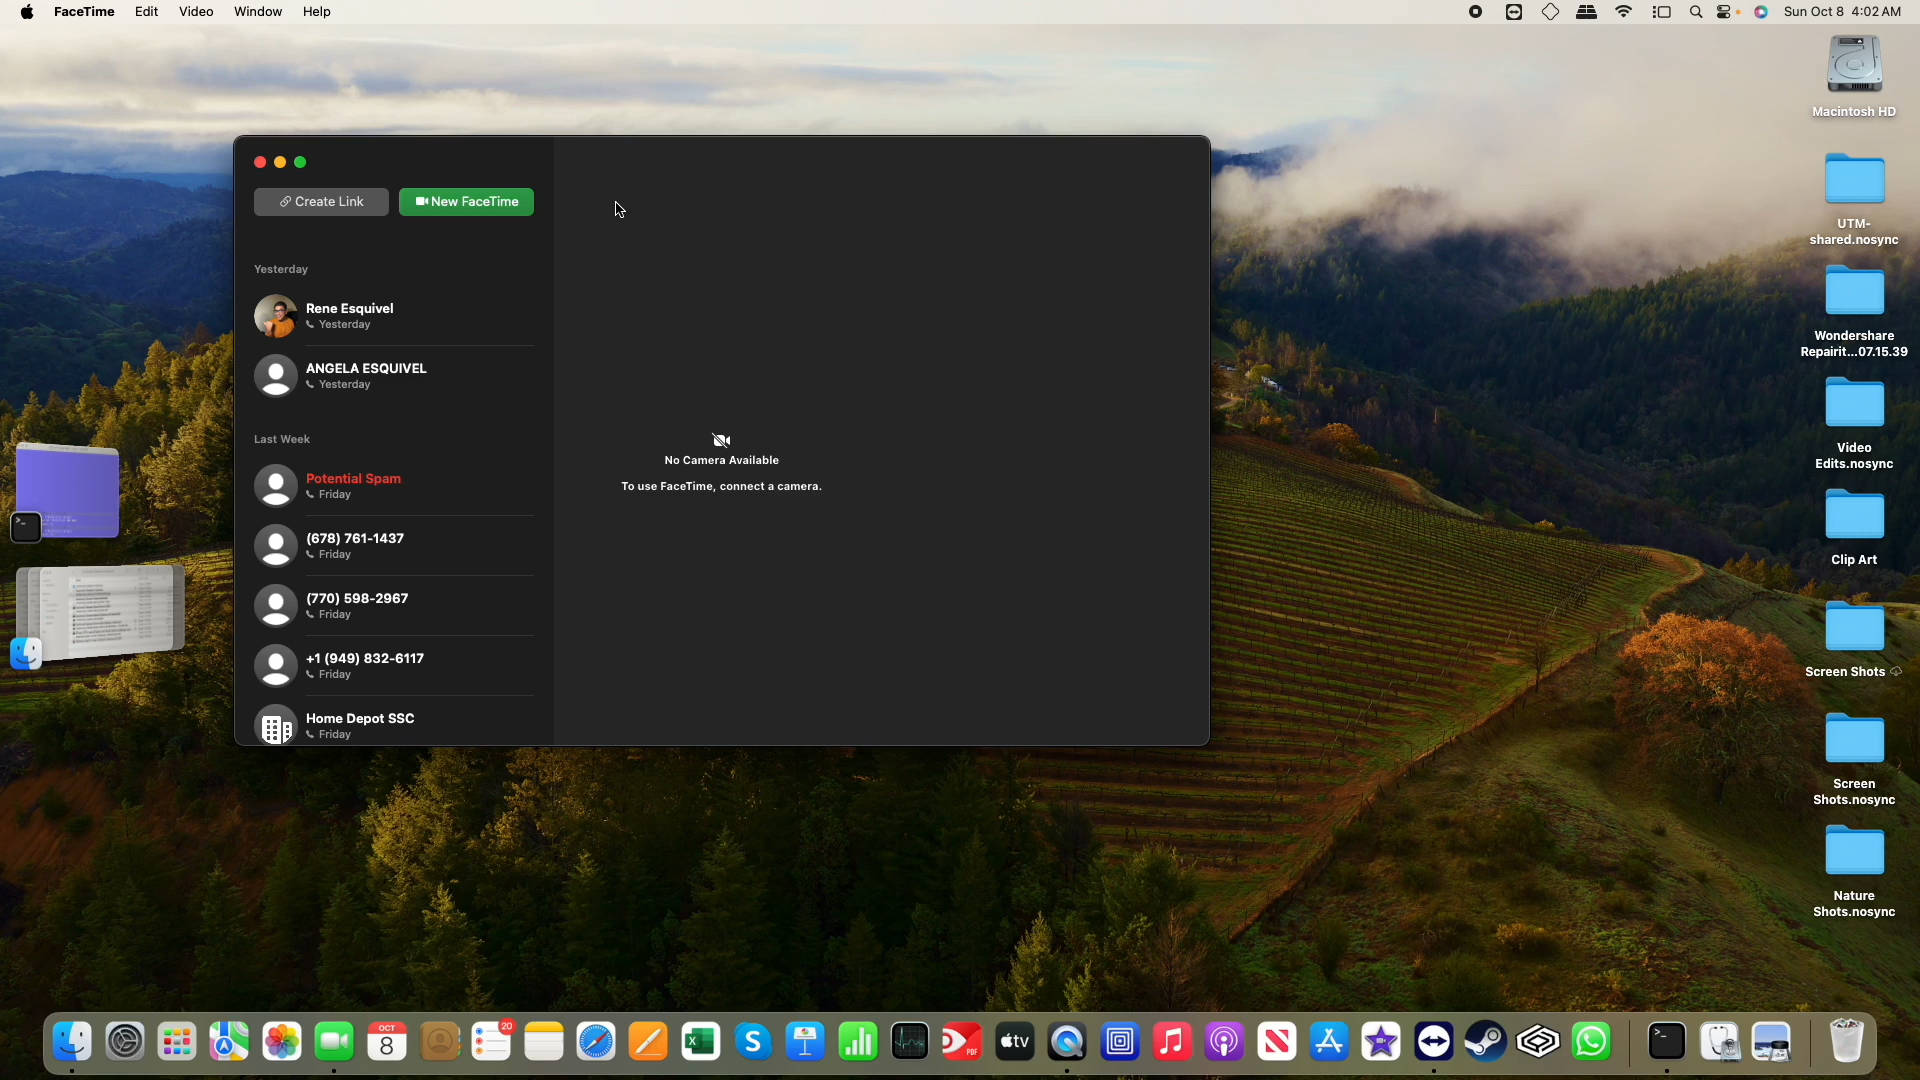 FaceTime Edit Video Window Help
Sun Oct 8 4:02 AM
Create Link
New FaceTime
Yesterday
Rene Esquivel
Yesterday
ANGELA ESQUIVEL
Yesterday
Last Week
Potential Spam
Friday
(678) 761-1437
Friday
(770) 598-2967
Friday
+1 (949) 832-6117
Friday
Home Depot SSC
Friday
No Camera Available
To use FaceTime, connect a camera.
Macintosh HD
UTM-
shared.nosync
Wondershare
Repairit...07.15.39
Video
Edits.nosync
Clip Art
Screen Shots
Screen
Shots.nosync
Nature
Shots.nosync
OCT
8
20
X
S
PDF
tv